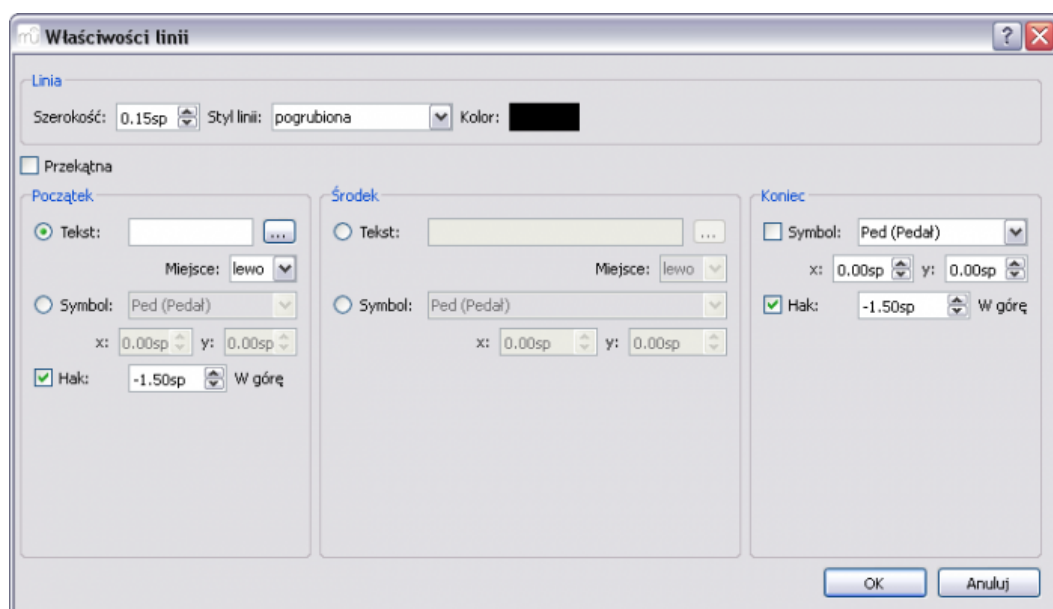 Właściwości linii
Linia
Szerokość: 0.15sp Styl linii: pogrubiona Kolor:
Przekątna
Początek
Tekst: ...
Miejsce: lewo
Symbol: Ped (Pedał)
x: 0.00sp y: 0.00sp
Hak: -1.50sp W górę
Środek
Tekst: ...
Miejsce: lewo
Symbol: Ped (Pedał)
x: 0.00sp y: 0.00sp
Koniec
Symbol: Ped (Pedał)
x: 0.00sp y: 0.00sp
Hak: -1.50sp W górę
OK Anuluj